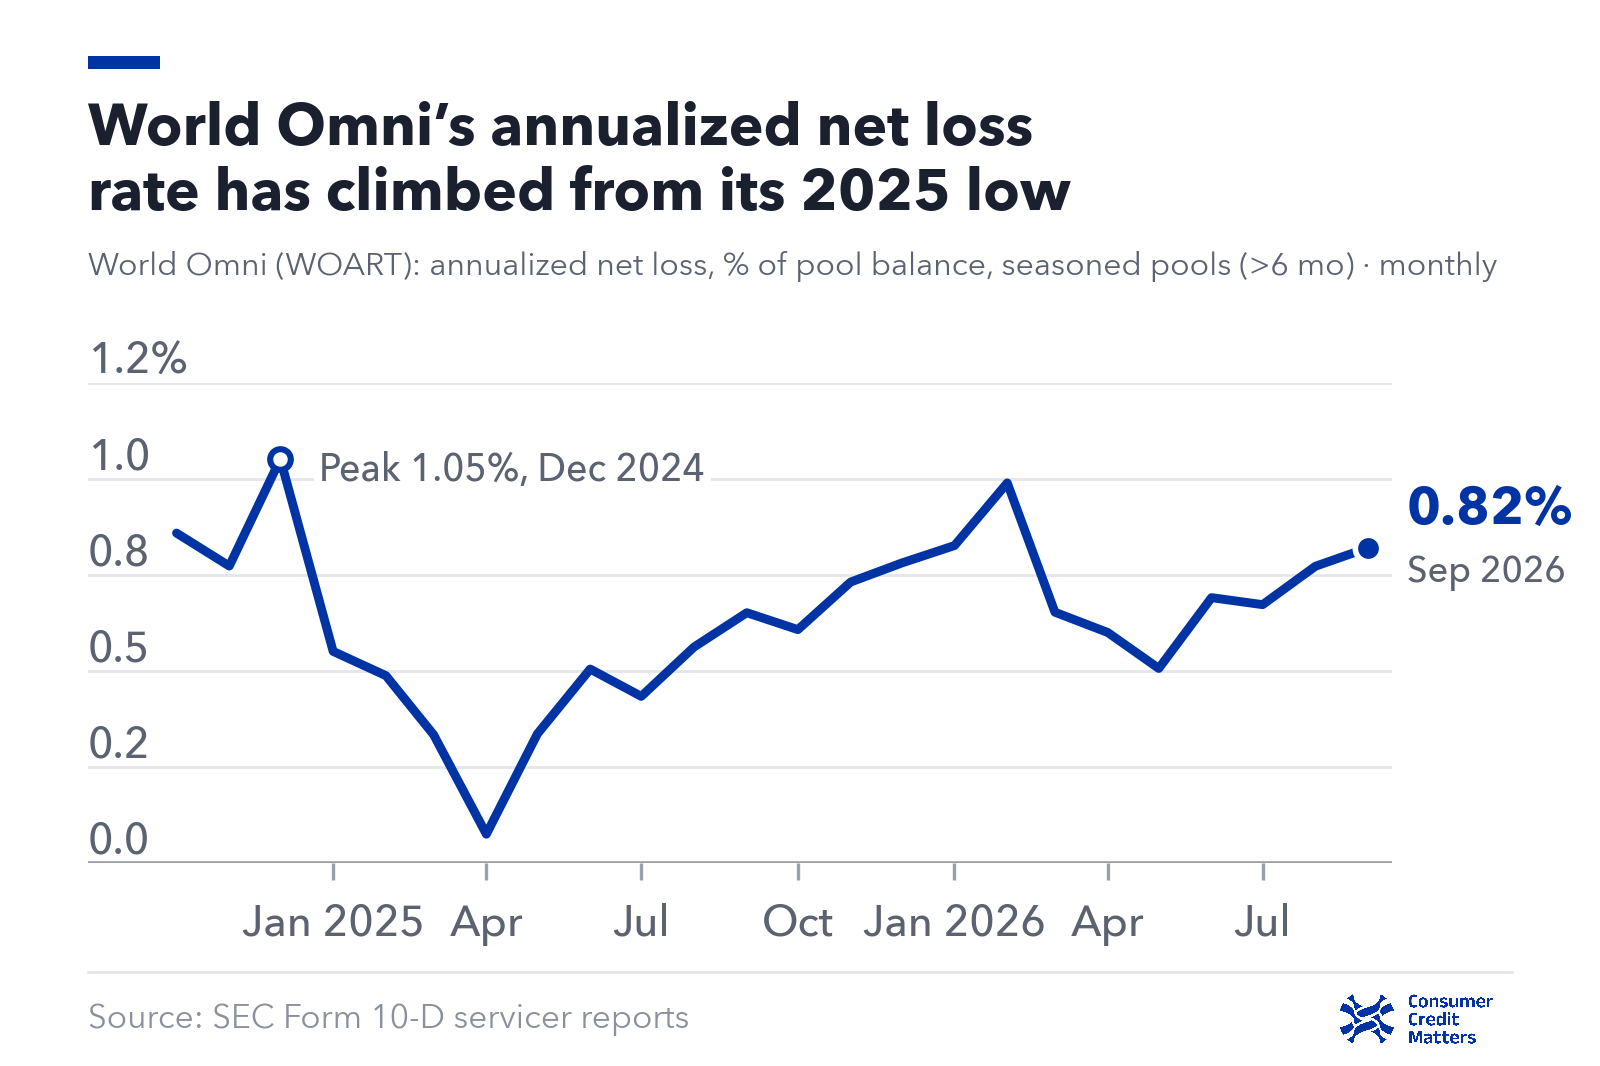 World Omni’s annualized net loss
rate has climbed from its 2025 low
World Omni (WOART): annualized net loss, % of pool balance, seasoned pools (>6 mo) · monthly
1.2%
1.0
Peak 1.05%, Dec 2024
0.82%
0.8
Sep 2026
0.5
0.2
0.0
Jan 2025 Apr Jul Oct Jan 2026 Apr Jul
Source: SEC Form 10-D servicer reports
Consumer
Credit
Matters